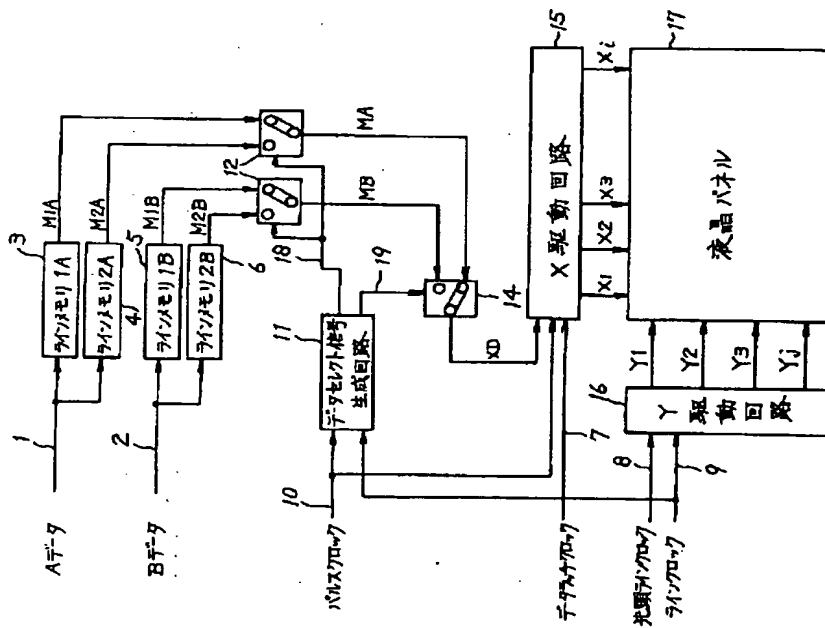 Aデータ
1
3
ラインメモリ1A
M1A
ラインメモリ2A
4
M2A
Bデータ
2
5
ラインメモリ1B
M1B
ラインメモリ2B
6
M2B
12
MA
MB
18
パルスクロック
10
11
データセレクト信号
生成回路
19
14
XD
データラッチクロック
7
15
X駆動回路
X1
X2
X3
Xi
先頭ラインクロック
8
ラインクロック
9
16
Y駆動回路
Y1
Y2
Y3
Yj
17
液晶パネル